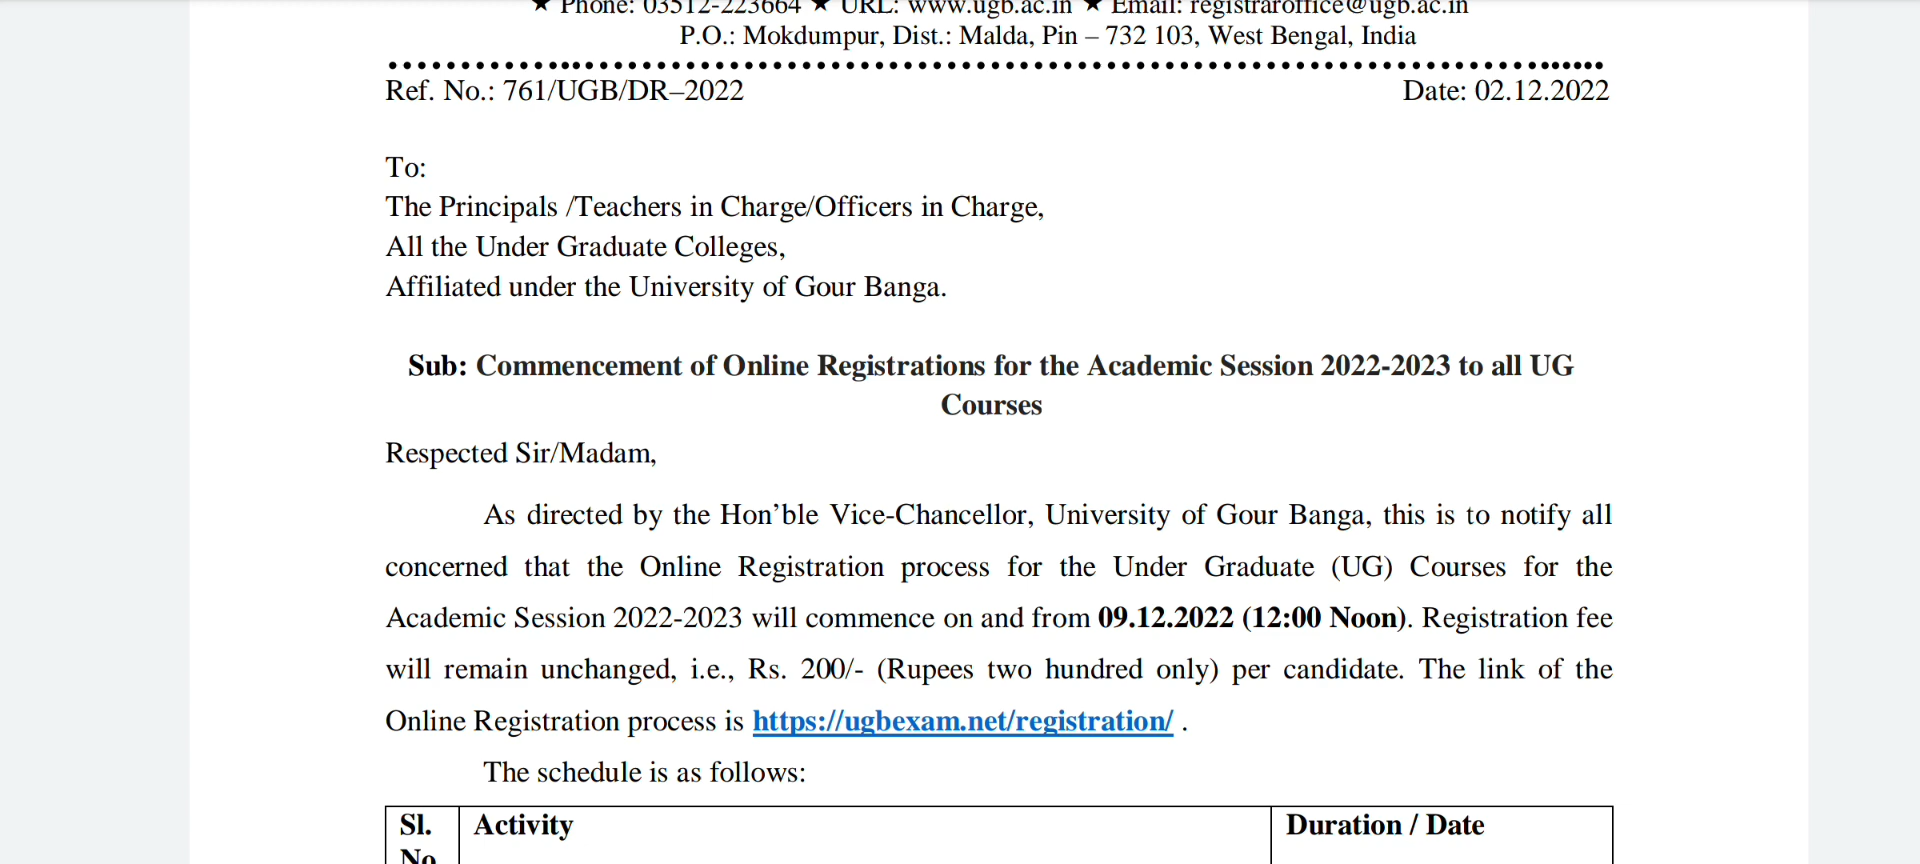 ★ Phone: 03512-223664 ★ URL: www.ugb.ac.in ★ Email: registraroffice@ugb.ac.in
P.O.: Mokdumpur, Dist.: Malda, Pin – 732 103, West Bengal, India
Ref. No.: 761/UGB/DR–2022 Date: 02.12.2022
To:
The Principals /Teachers in Charge/Officers in Charge,
All the Under Graduate Colleges,
Affiliated under the University of Gour Banga.
Sub: Commencement of Online Registrations for the Academic Session 2022-2023 to all UG
Courses
Respected Sir/Madam,
As directed by the Hon’ble Vice-Chancellor, University of Gour Banga, this is to notify all
concerned that the Online Registration process for the Under Graduate (UG) Courses for the
Academic Session 2022-2023 will commence on and from 09.12.2022 (12:00 Noon). Registration fee
will remain unchanged, i.e., Rs. 200/- (Rupees two hundred only) per candidate. The link of the
Online Registration process is https://ugbexam.net/registration/ .
The schedule is as follows:
Sl. Activity Duration / Date
No